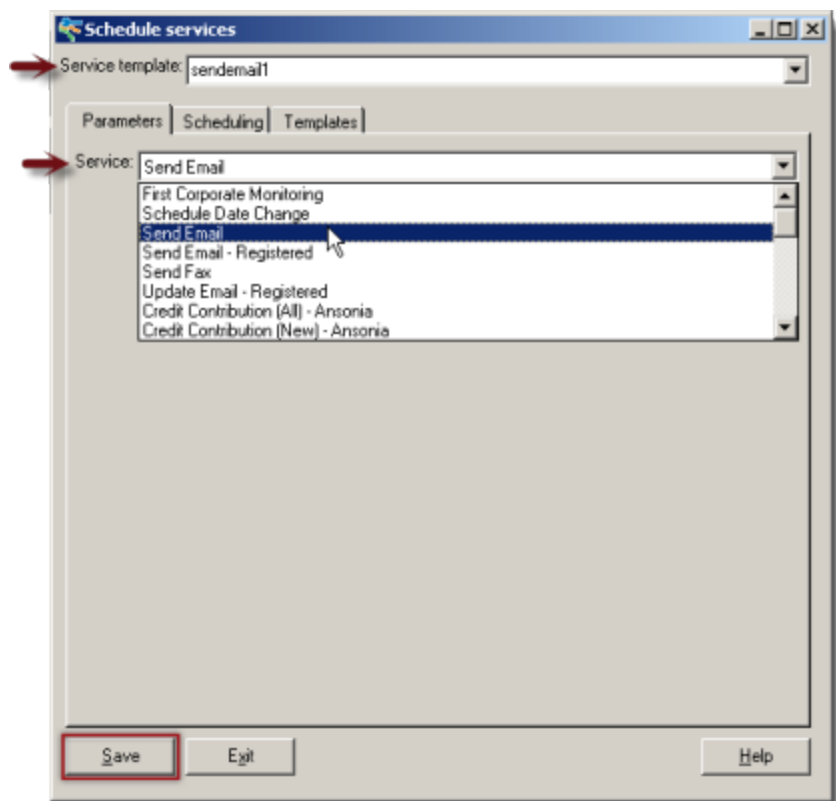 Schedule services
Service template: sendemail1
Parameters Scheduling Templates
Service: Send Email
First Corporate Monitoring
Schedule Date Change
Send Email
Send Email - Registered
Send Fax
Update Email - Registered
Credit Contribution (All) - Ansonia
Credit Contribution (New) - Ansonia
Save Exit Help